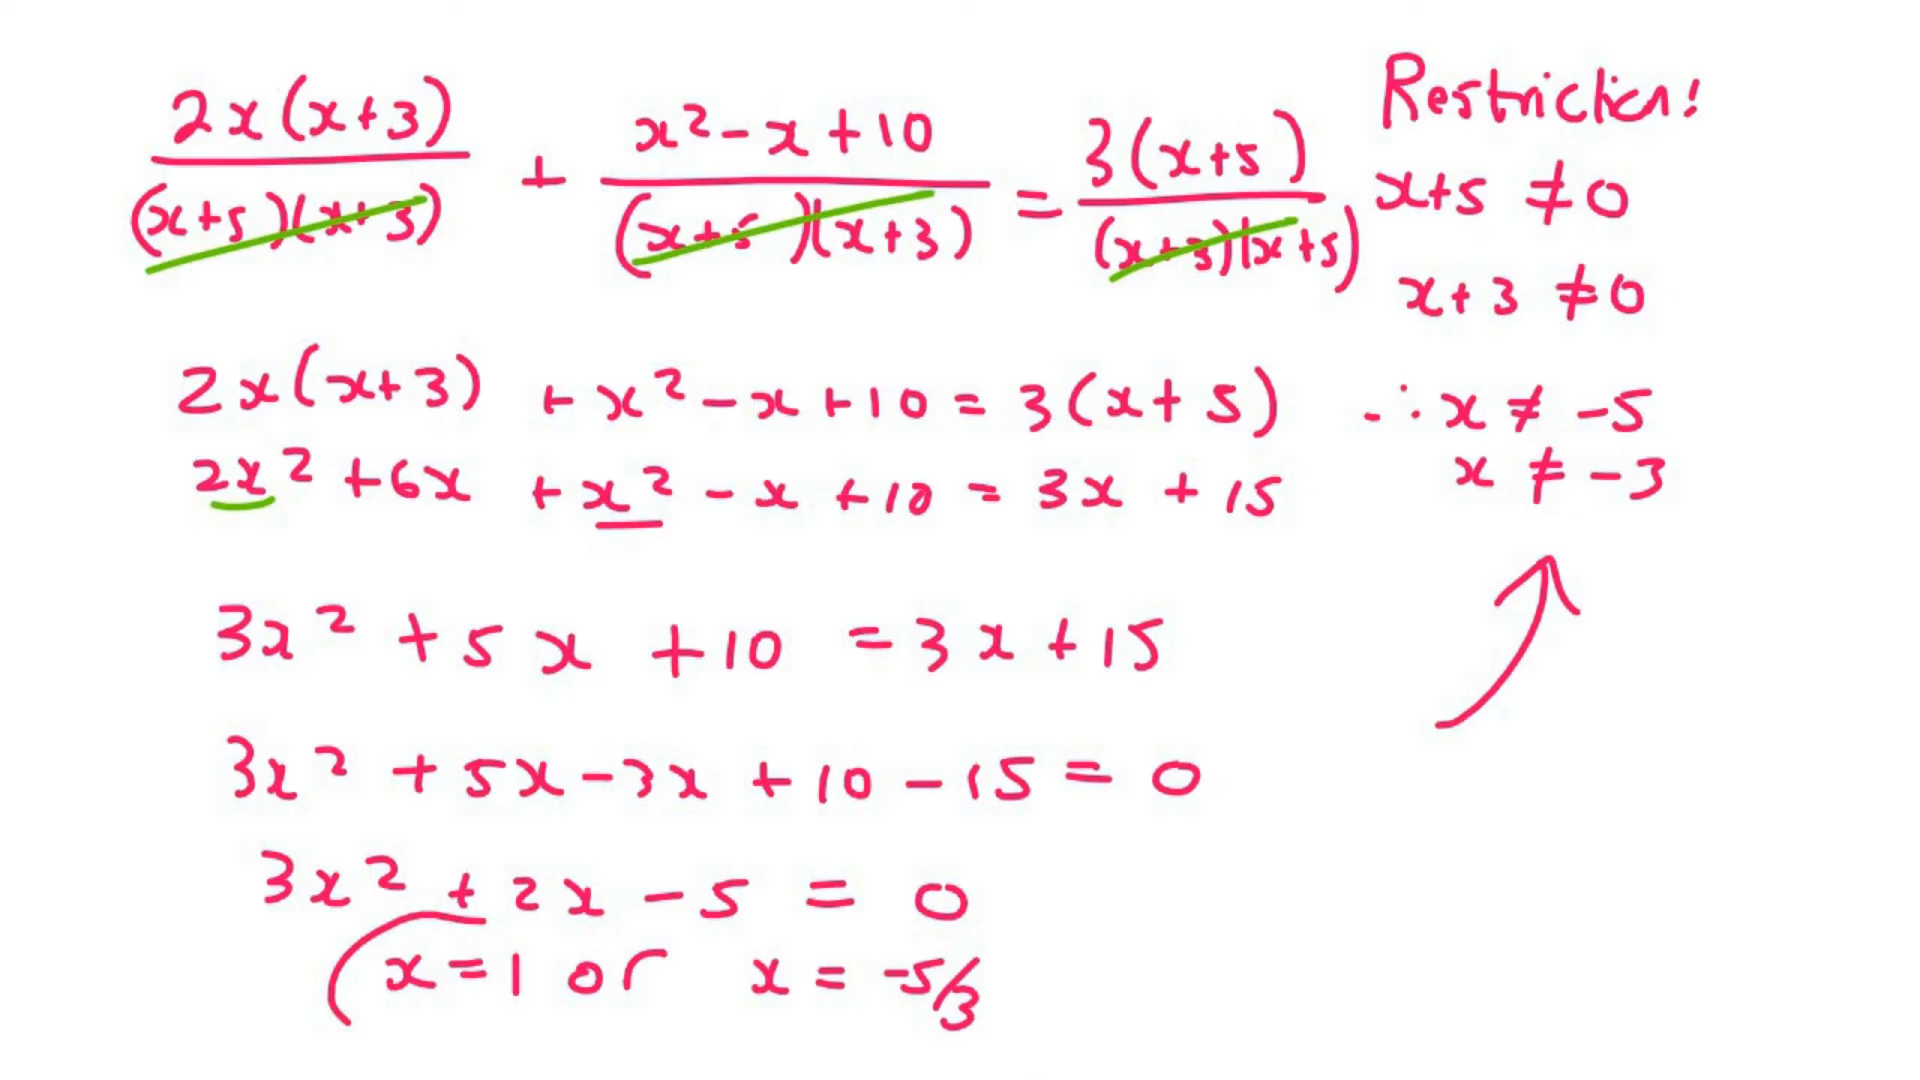 2x(x+3)/(x+5)(x+3) + x²-x+10/(x+5)(x+3) = 3(x+5)/(x+3)(x+5)
2x(x+3) + x² - x + 10 = 3(x+5)
2x² + 6x + x² - x + 10 = 3x + 15
3x² + 5x + 10 = 3x + 15
3x² + 5x - 3x + 10 - 15 = 0
3x² + 2x - 5 = 0
x = 1 or x = -5/3
Restriction!
x+5 ≠ 0
x+3 ≠ 0
∴ x ≠ -5
x ≠ -3